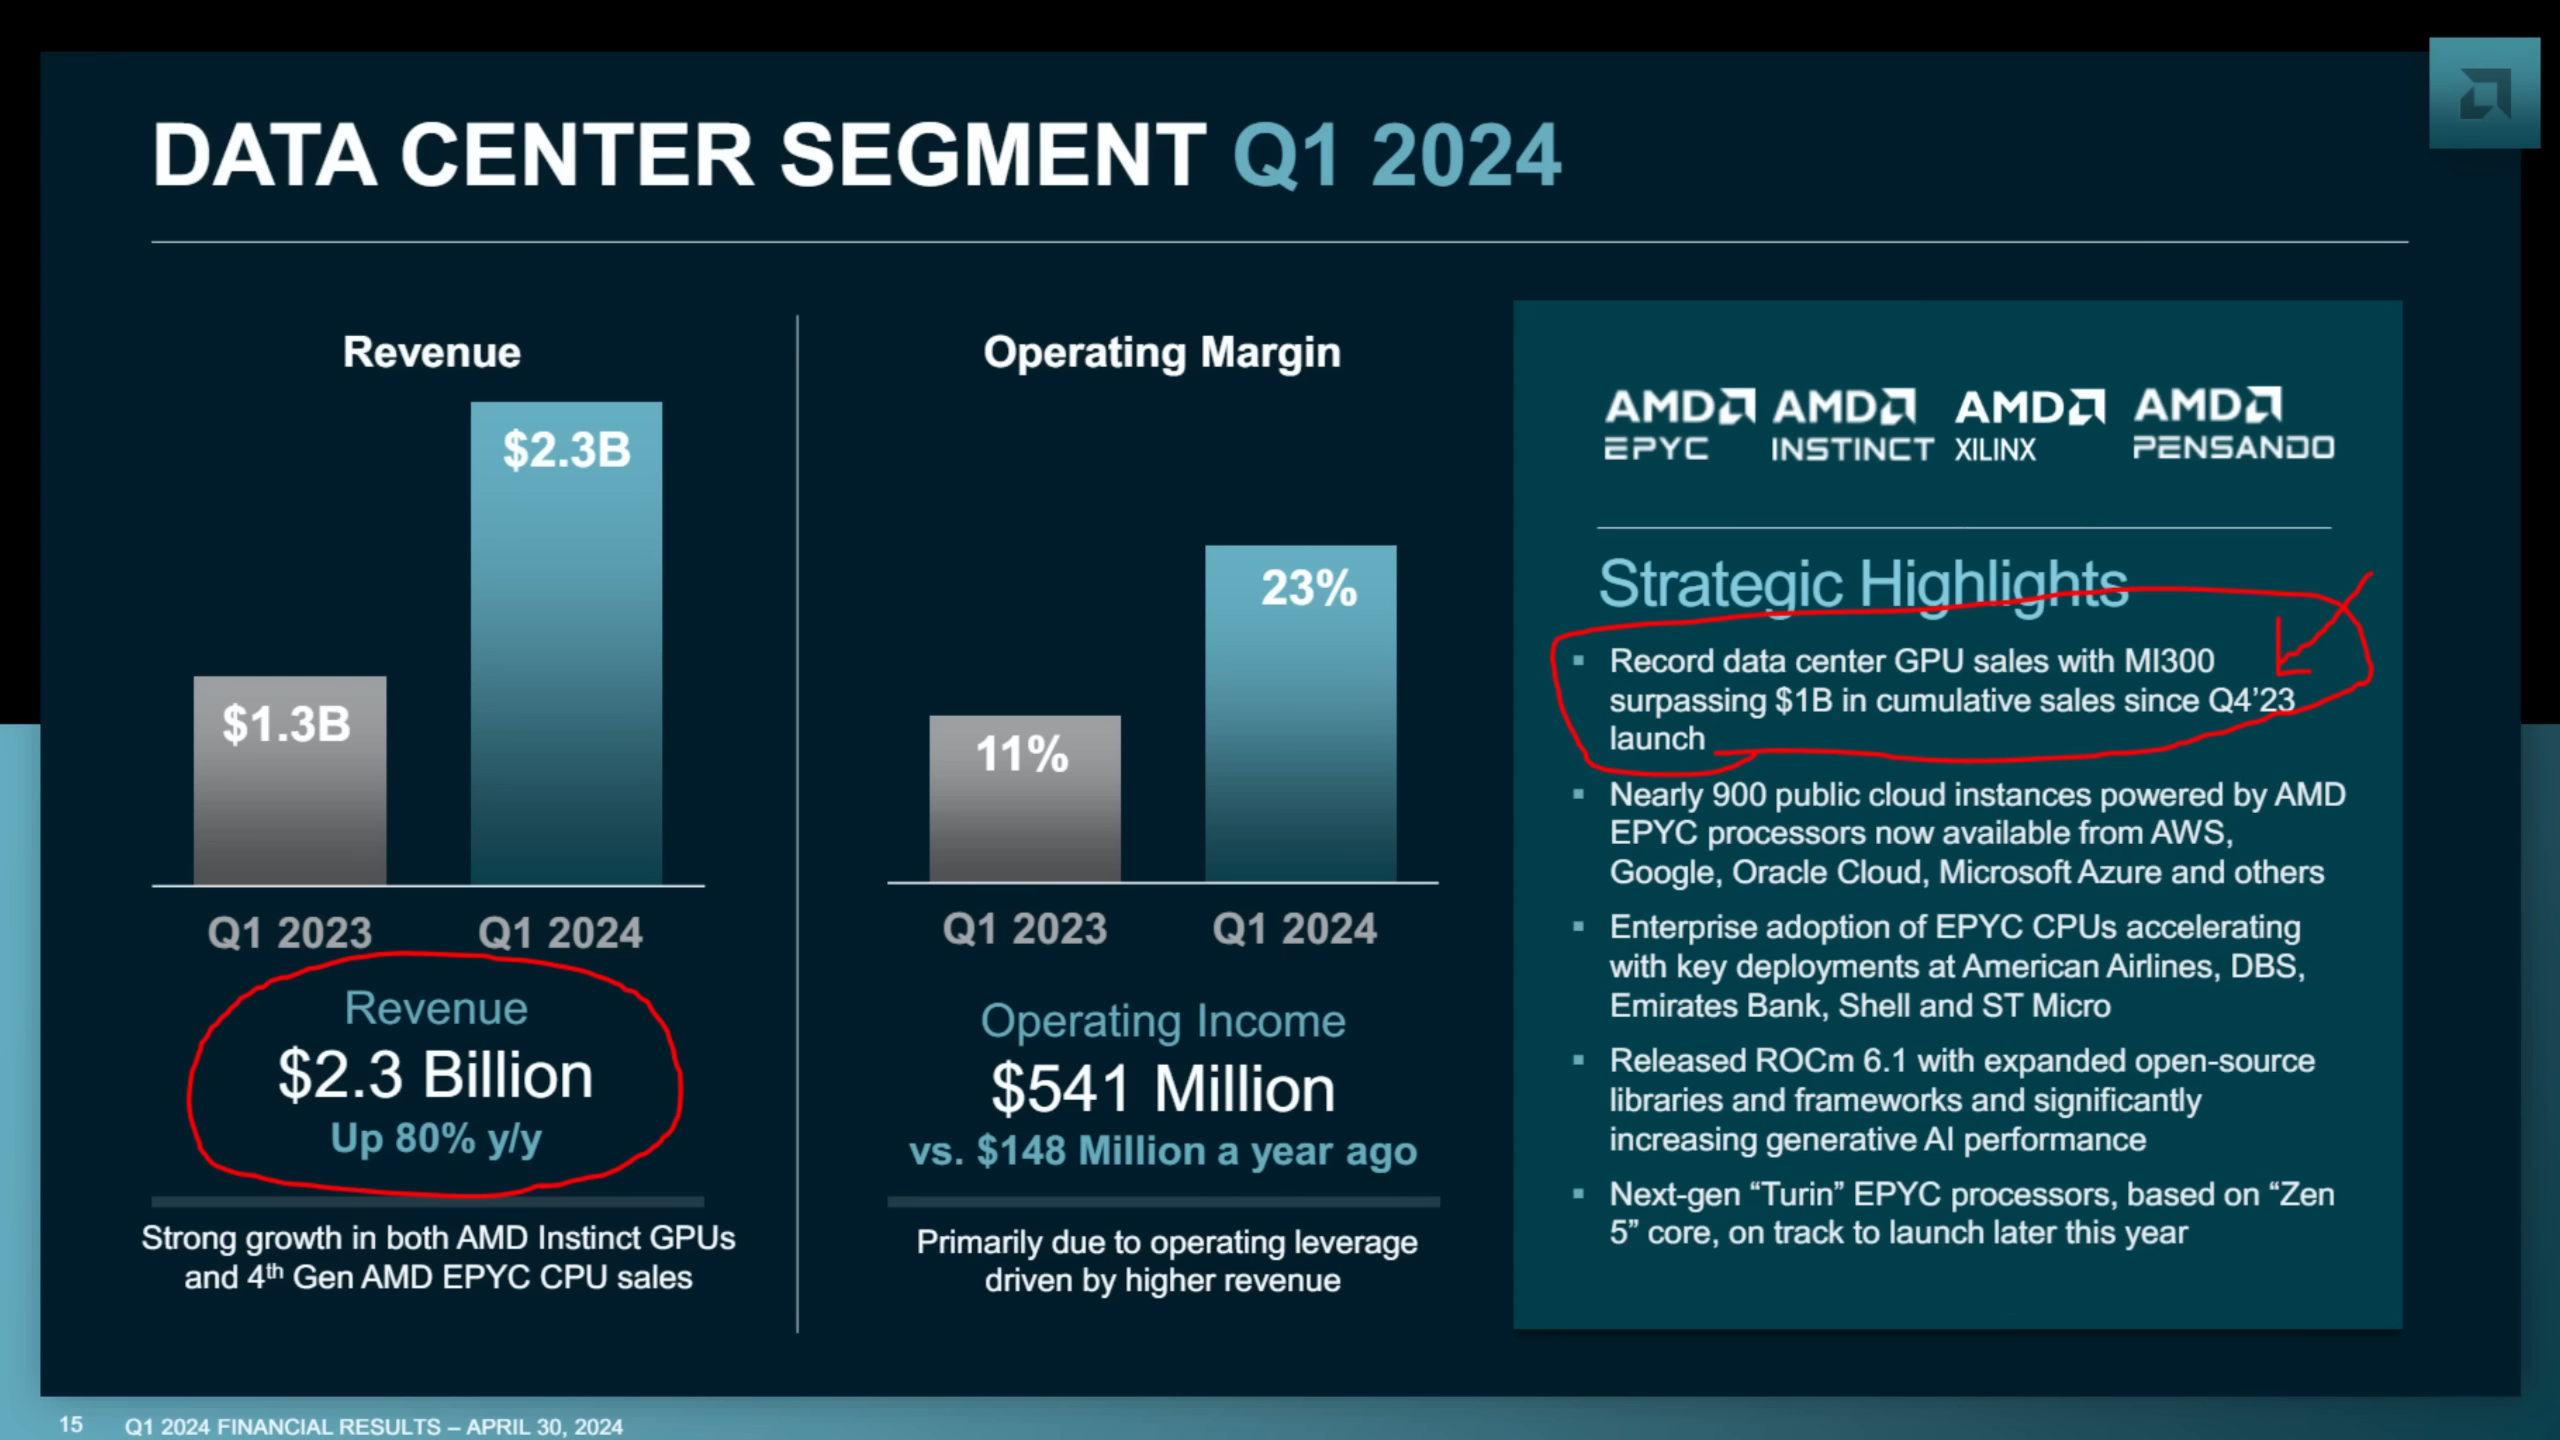 DATA CENTER SEGMENT Q1 2024
Revenue
$2.3B
$1.3B
Q1 2023 Q1 2024
Revenue
$2.3 Billion
Up 80% y/y
Strong growth in both AMD Instinct GPUs
and 4th Gen AMD EPYC CPU sales
Operating Margin
23%
11%
Q1 2023 Q1 2024
Operating Income
$541 Million
vs. $148 Million a year ago
Primarily due to operating leverage
driven by higher revenue
AMD AMD AMD AMD
EPYC INSTINCT XILINX PENSANDO
Strategic Highlights
▪ Record data center GPU sales with MI300
surpassing $1B in cumulative sales since Q4’23
launch
▪ Nearly 900 public cloud instances powered by AMD
EPYC processors now available from AWS,
Google, Oracle Cloud, Microsoft Azure and others
▪ Enterprise adoption of EPYC CPUs accelerating
with key deployments at American Airlines, DBS,
Emirates Bank, Shell and ST Micro
▪ Released ROCm 6.1 with expanded open-source
libraries and frameworks and significantly
increasing generative AI performance
▪ Next-gen “Turin” EPYC processors, based on “Zen
5” core, on track to launch later this year
15 Q1 2024 FINANCIAL RESULTS – APRIL 30, 2024